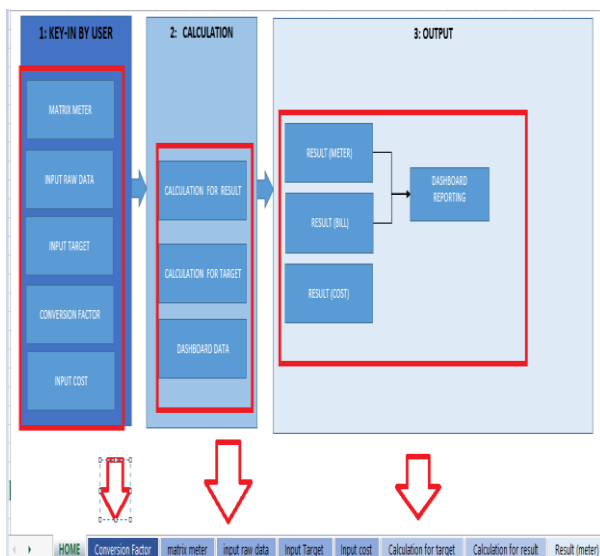 1: KEY-IN BY USER
MATRIX METER
INPUT RAW DATA
INPUT TARGET
CONVERSION FACTOR
INPUT COST
2: CALCULATION
CALCULATION FOR RESULT
CALCULATION FOR TARGET
DASHBOARD DATA
3: OUTPUT
RESULT (METER)
RESULT (BILL)
RESULT (COST)
DASHBOARD
REPORTING
HOME Conversion Factor matrix meter input raw data Input Target Input cost Calculation for target Calculation for result Result (meter)